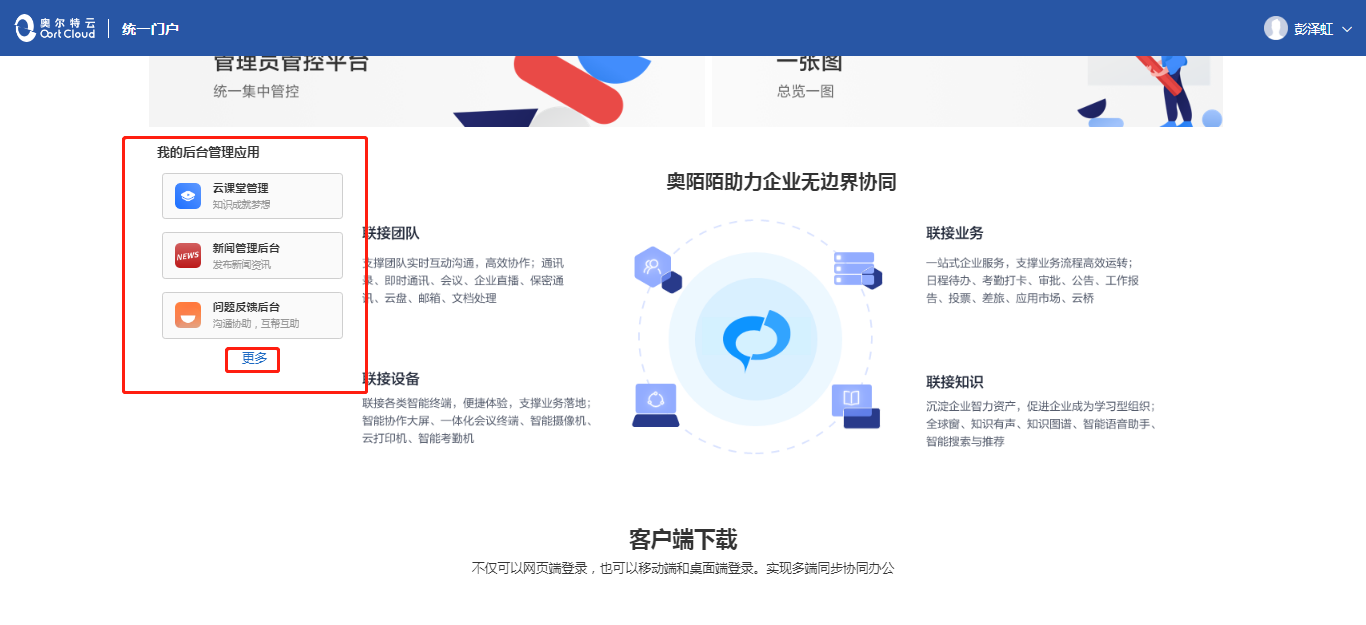 奥尔特云
OortCloud
统一门户
彭泽虹
管理员管控平台
统一集中管控
一张图
总览一图
我的后台管理应用
云课堂管理
知识成就梦想
NEWS
新闻管理后台
发布新闻资讯
问题反馈后台
沟通协助，互帮互助
更多
奥陌陌助力企业无边界协同
联接团队
支撑团队实时互动沟通，高效协作；通讯
录、即时通讯、会议、企业直播、保密通
讯、云盘、邮箱、文档处理
联接业务
一站式企业服务，支撑业务流程高效运转；
日程待办、考勤打卡、审批、公告、工作报
告、投票、差旅、应用市场、云桥
联接设备
联接各类智能终端，便捷体验，支撑业务落地；
智能协作大屏、一体化会议终端、智能摄像机、
云打印机、智能考勤机
联接知识
沉淀企业智力资产，促进企业成为学习型组织；
全球窗、知识有声、知识图谱、智能语音助手、
智能搜索与推荐
客户端下载
不仅可以网页端登录，也可以移动端和桌面端登录。实现多端同步协同办公